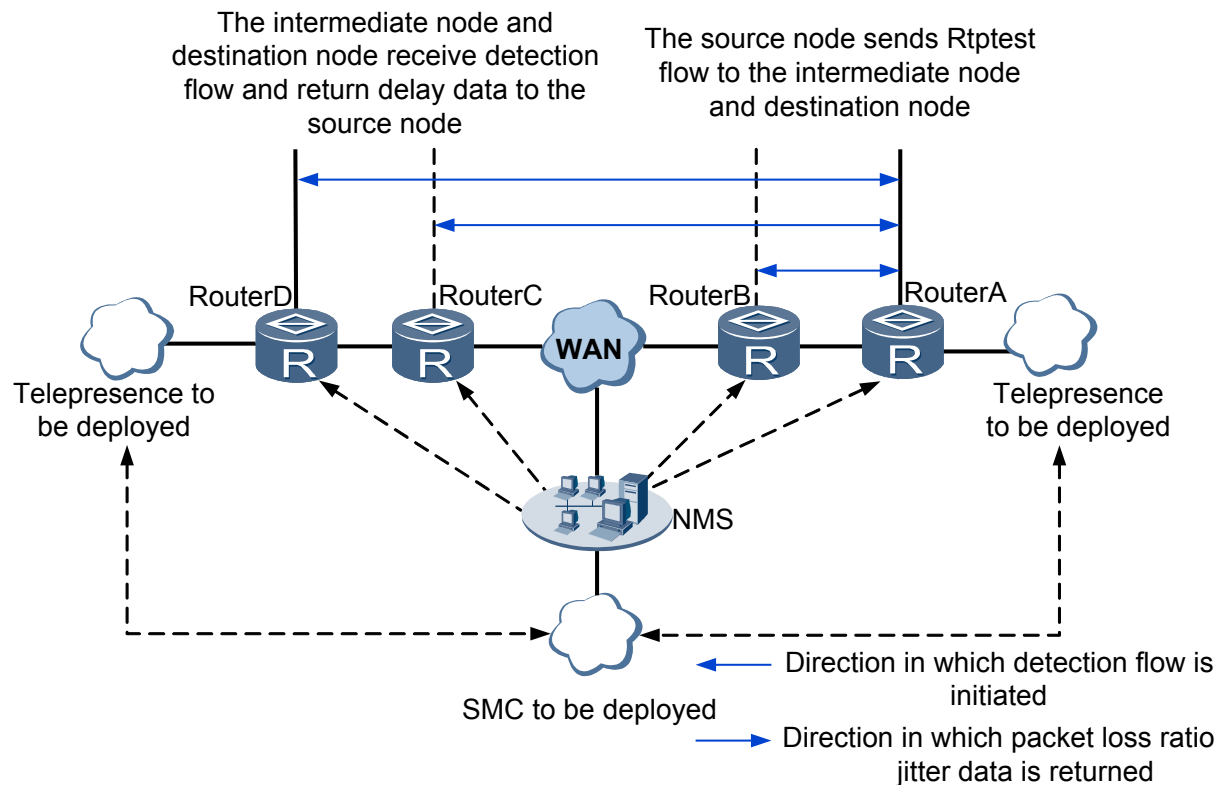 The intermediate node and
destination node receive detection
flow and return delay data to the
source node
The source node sends Rtptest
flow to the intermediate node
and destination node
RouterD
RouterC
RouterB
RouterA
R
R
WAN
R
R
Telepresence to
be deployed
Telepresence
to be deployed
NMS
SMC to be deployed
Direction in which detection flow is
initiated
Direction in which packet loss ratio
jitter data is returned